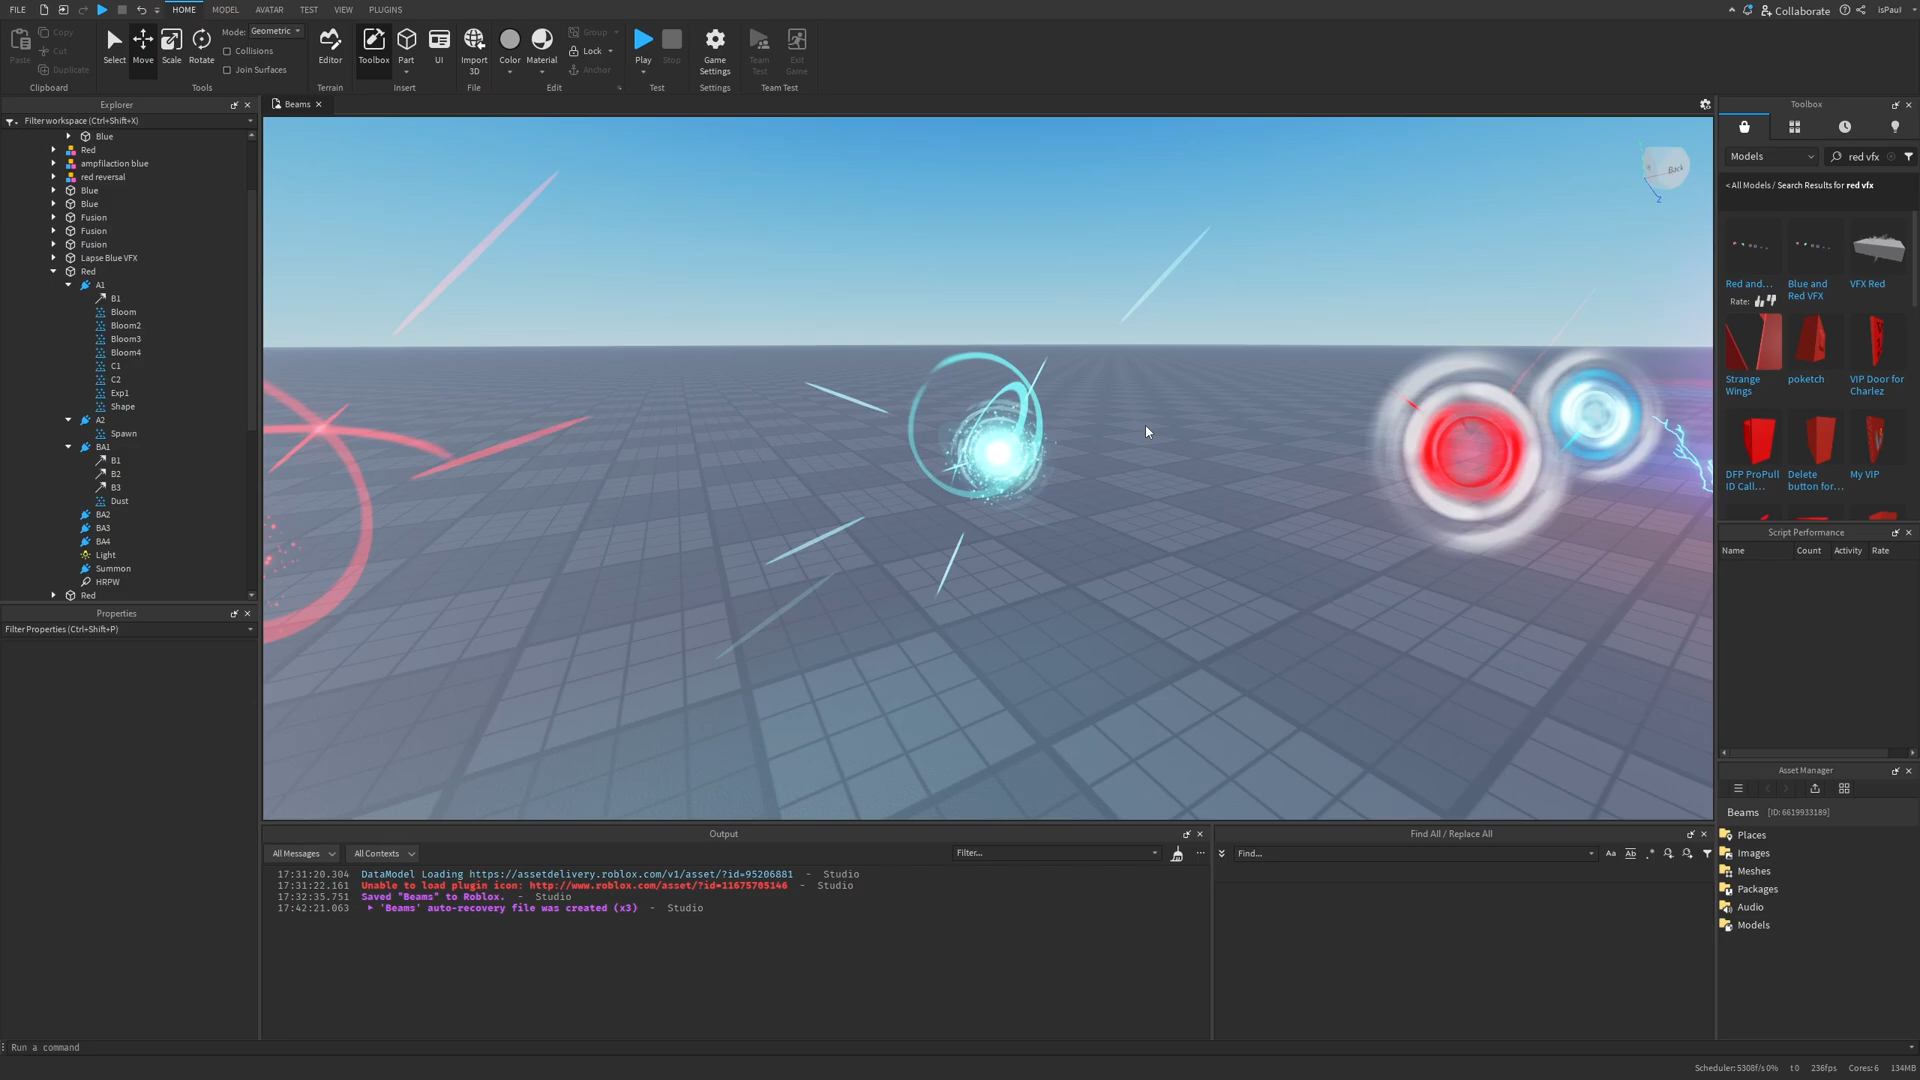 FILE HOME MODEL AVATAR TEST VIEW PLUGINS Collaborate isPaul
Paste Copy Cut Duplicate Clipboard
Select Move Scale Rotate Mode: Geometric Collisions Join Surfaces Tools
Editor Terrain
Toolbox Part UI Insert
Import 3D File
Color Material Group Lock Anchor Edit
Play Stop Test
Game Settings Settings
Team Test Exit Game Team Test
Explorer
Filter workspace (Ctrl+Shift+X)
Blue
Red
ampfilaction blue
red reversal
Blue
Blue
Fusion
Fusion
Fusion
Lapse Blue VFX
Red
A1
B1
Bloom
Bloom2
Bloom3
Bloom4
C1
C2
Exp1
Shape
A2
Spawn
BA1
B1
B2
B3
Dust
BA2
BA3
BA4
Light
Summon
HRPW
Red
Properties
Filter Properties (Ctrl+Shift+P)
Beams
Back
Z
Toolbox
Models red vfx
< All Models / Search Results for red vfx
Red and...
Rate:
Blue and Red VFX
VFX Red
Strange Wings
poketch
VIP Door for Charlez
DFP ProPull ID Call...
Delete button for...
My VIP
Script Performance
Name Count Activity Rate
Asset Manager
Beams [ID: 6619933189]
Places
Images
Meshes
Packages
Audio
Models
Output
All Messages All Contexts Filter...
17:31:20.304 DataModel Loading https://assetdelivery.roblox.com/v1/asset/?id=95206881 - Studio
17:31:22.161 Unable to load plugin icon: http://www.roblox.com/asset/?id=11675705146 - Studio
17:32:35.751 Saved "Beams" to Roblox. - Studio
17:42:21.063 'Beams' auto-recovery file was created (x3) - Studio
Find All / Replace All
Find... Aa Ab .*
Run a command
Scheduler: 5308f/s 0% t 0 236fps Cores: 6 134MB